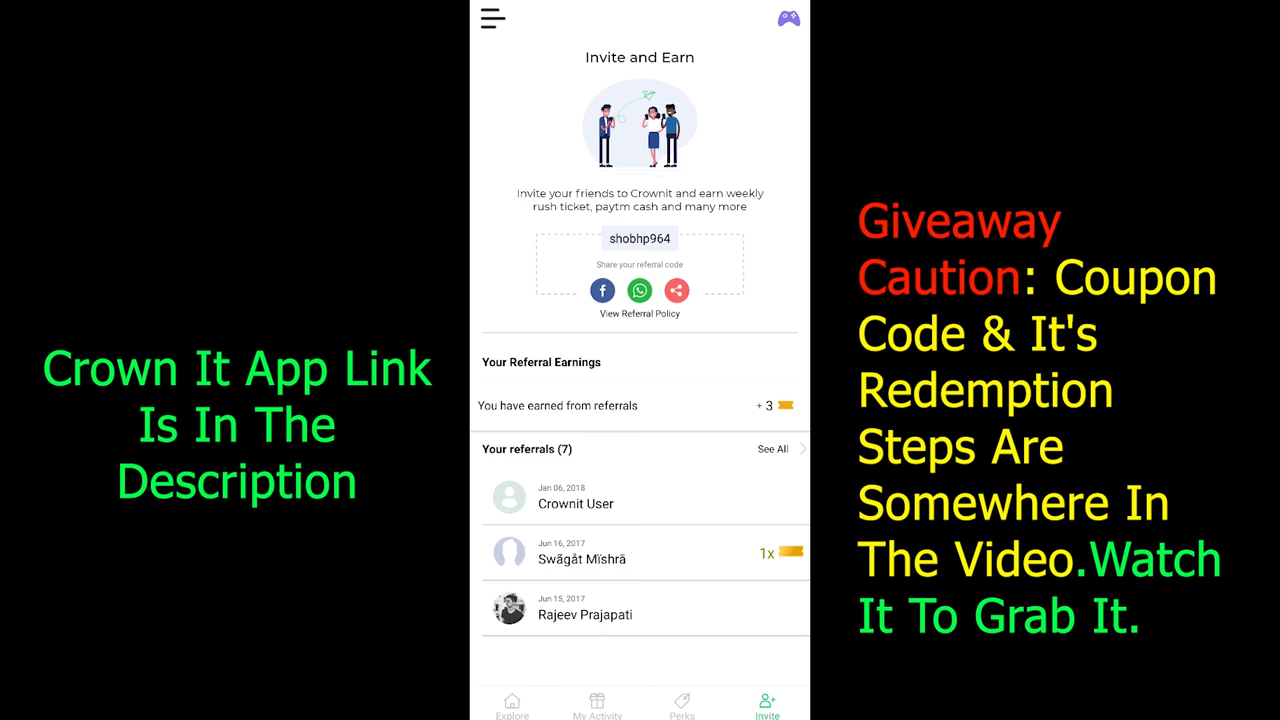 Crown It App Link
Is In The
Description
Invite and Earn
Invite your friends to Crownit and earn weekly
rush ticket, paytm cash and many more
shobhp964
Share your referral code
View Referral Policy
Your Referral Earnings
You have earned from referrals + 3
Your referrals (7) See All
Jan 06, 2018
Crownit User
Jun 16, 2017
Swãgåt Mïshrä 1x
Jun 15, 2017
Rajeev Prajapati
Explore My Activity Perks Invite
Giveaway
Caution: Coupon
Code & It's
Redemption
Steps Are
Somewhere In
The Video.Watch
It To Grab It.